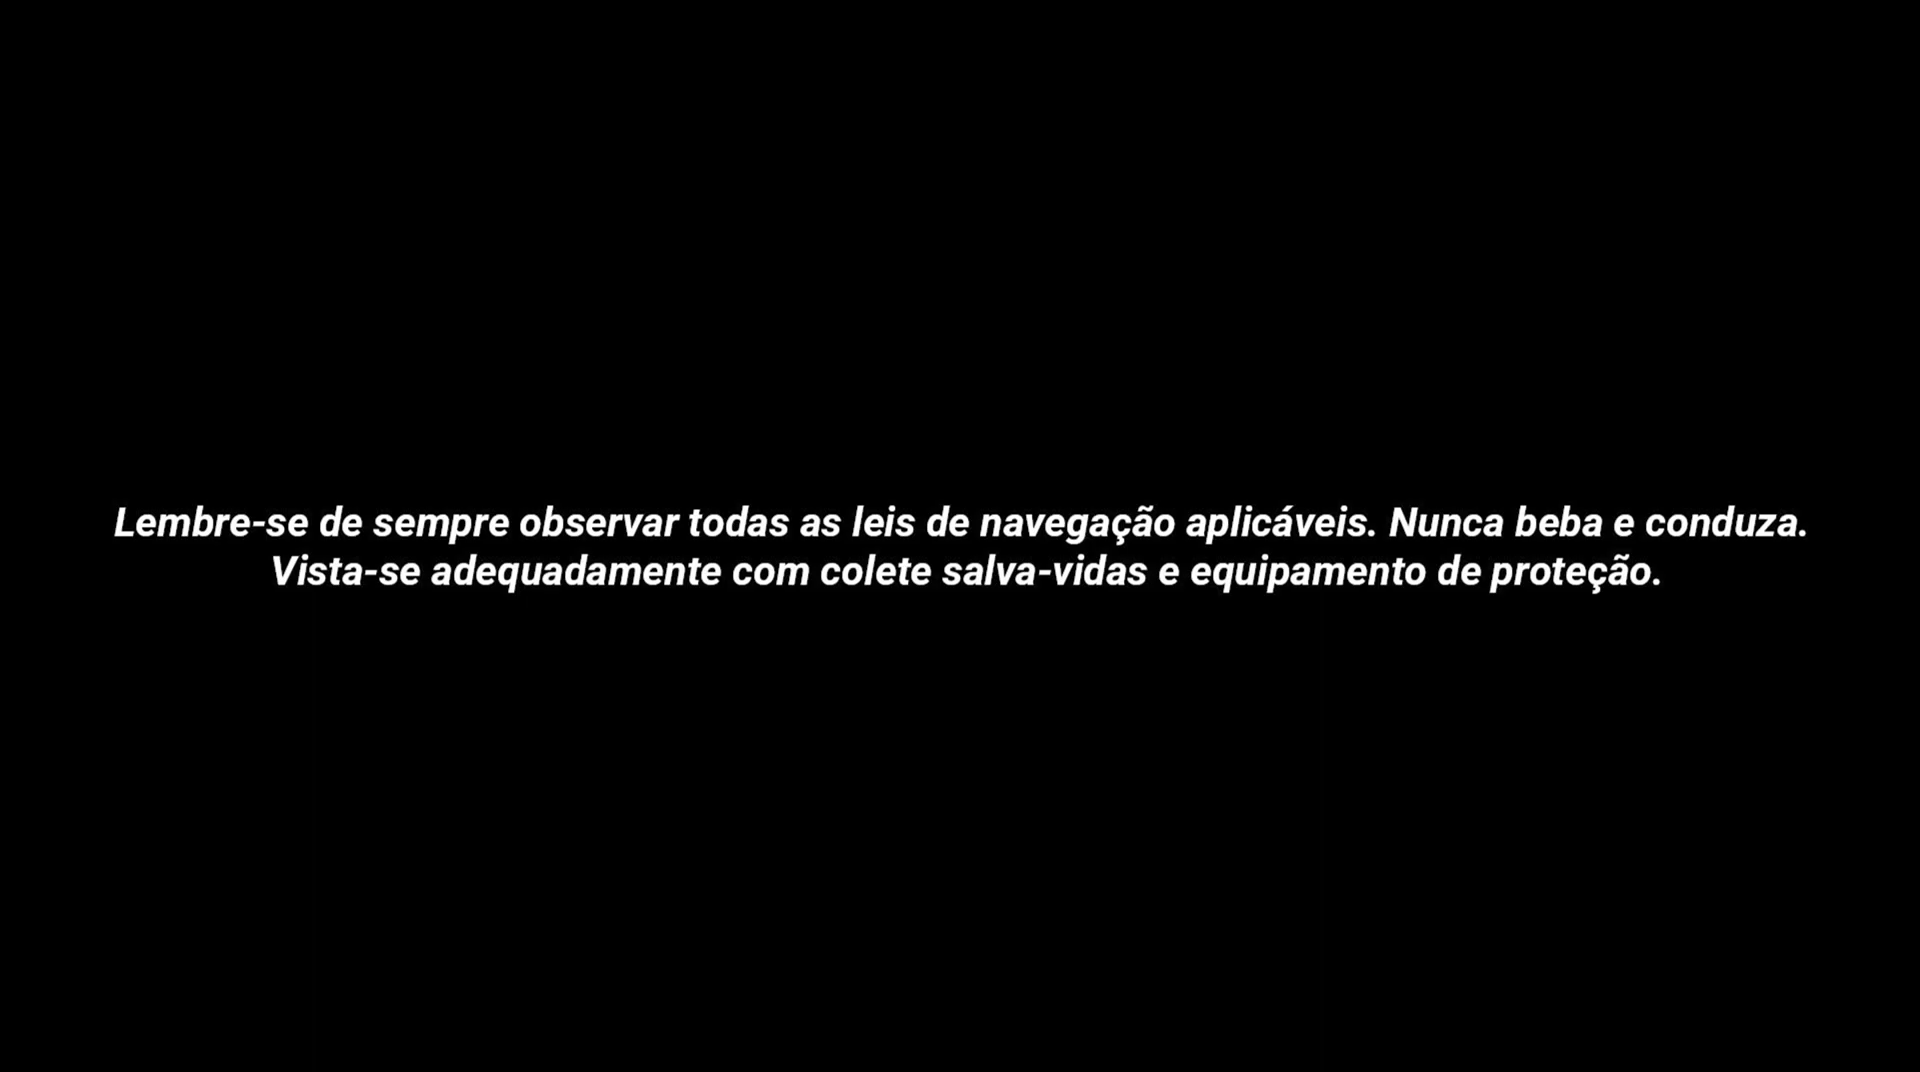 Lembre-se de sempre observar todas as leis de navegação aplicáveis. Nunca beba e conduza.
Vista-se adequadamente com colete salva-vidas e equipamento de proteção.